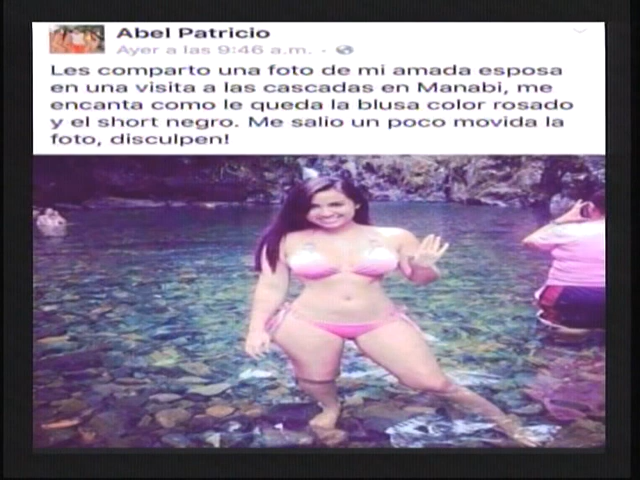 Abel Patricio
Ayer a las 9:46 a.m. ·
Les comparto una foto de mi amada esposa
en una visita a las cascadas en Manabi, me
encanta como le queda la blusa color rosado
y el short negro. Me salio un poco movida la
foto, disculpen!